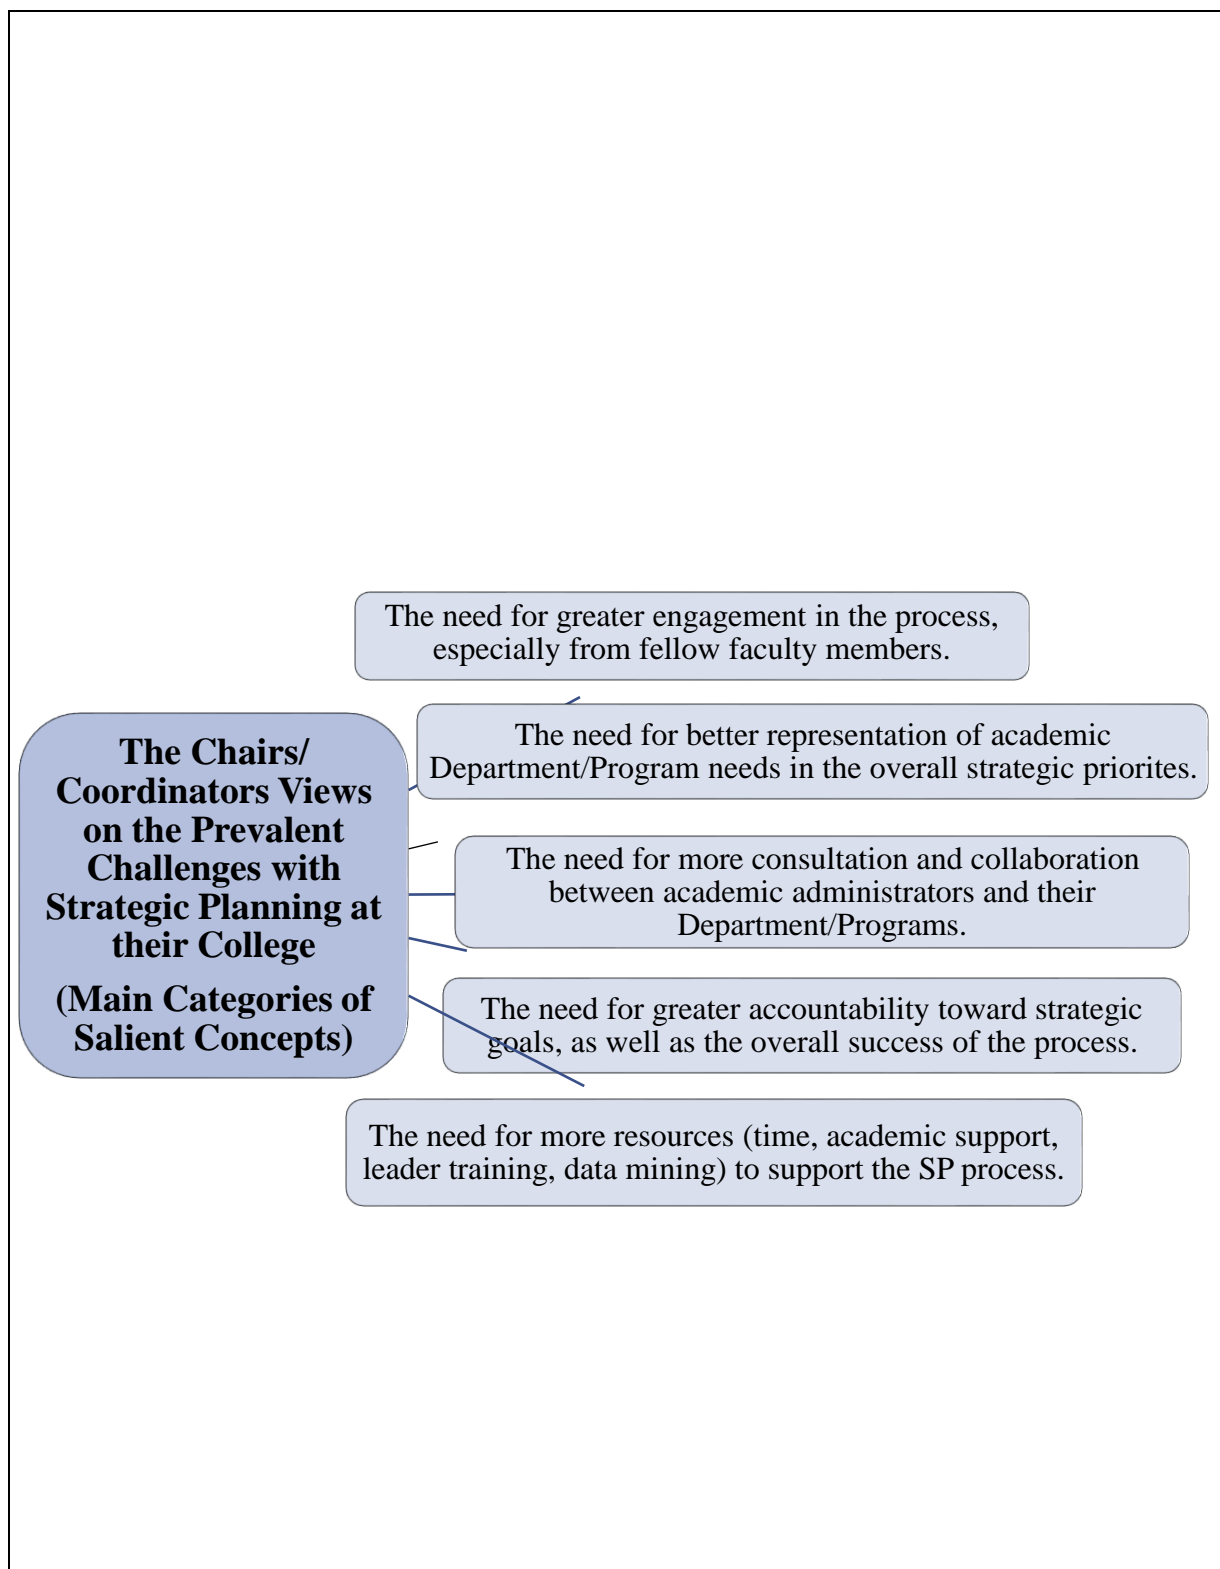 The need for greater engagement in the process,
especially from fellow faculty members.
The Chairs/
Coordinators Views
on the Prevalent
Challenges with
Strategic Planning at
their College
(Main Categories of
Salient Concepts)
The need for better representation of academic
Department/Program needs in the overall strategic priorites.
The need for more consultation and collaboration
between academic administrators and their
Department/Programs.
The need for greater accountability toward strategic
goals, as well as the overall success of the process.
The need for more resources (time, academic support,
leader training, data mining) to support the SP process.